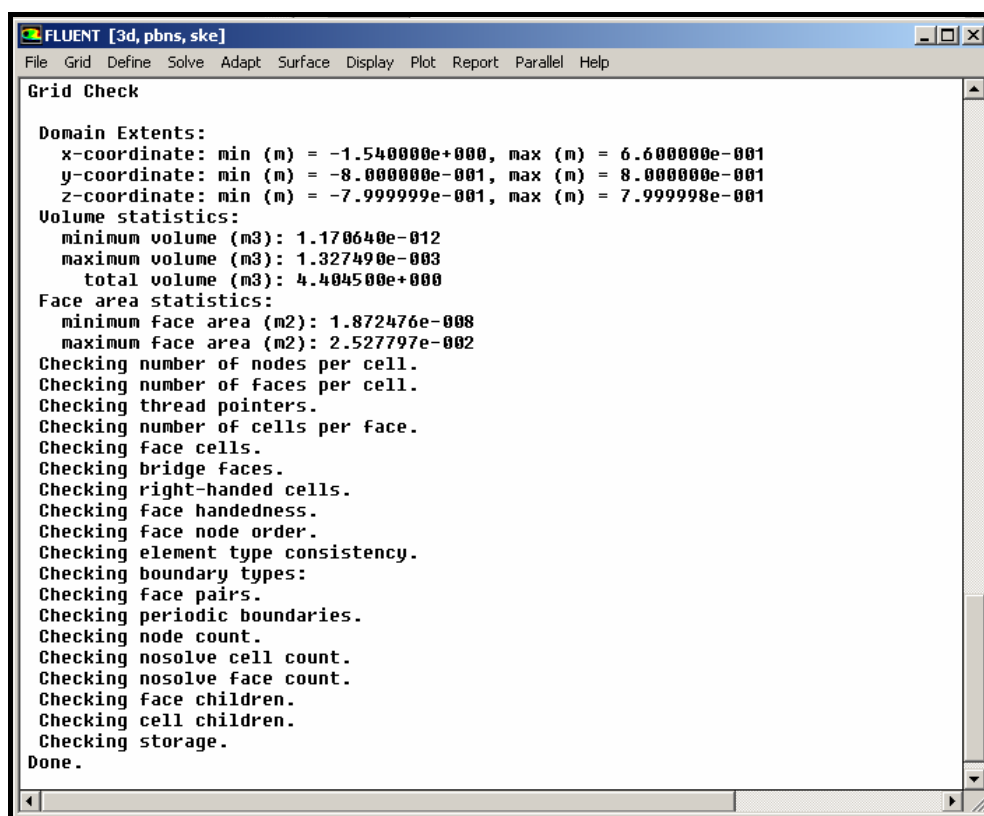 FLUENT [3d, pbns, ske]
File Grid Define Solve Adapt Surface Display Plot Report Parallel Help
Grid Check
Domain Extents:
x-coordinate: min (m) = -1.540000e+000, max (m) = 6.600000e-001
y-coordinate: min (m) = -8.000000e-001, max (m) = 8.000000e-001
z-coordinate: min (m) = -7.999999e-001, max (m) = 7.999998e-001
Volume statistics:
minimum volume (m3): 1.170640e-012
maximum volume (m3): 1.327490e-003
total volume (m3): 4.404500e+000
Face area statistics:
minimum face area (m2): 1.872476e-008
maximum face area (m2): 2.527797e-002
Checking number of nodes per cell.
Checking number of faces per cell.
Checking thread pointers.
Checking number of cells per face.
Checking face cells.
Checking bridge faces.
Checking right-handed cells.
Checking face handedness.
Checking face node order.
Checking element type consistency.
Checking boundary types:
Checking face pairs.
Checking periodic boundaries.
Checking node count.
Checking nosolve cell count.
Checking nosolve face count.
Checking face children.
Checking cell children.
Checking storage.
Done.